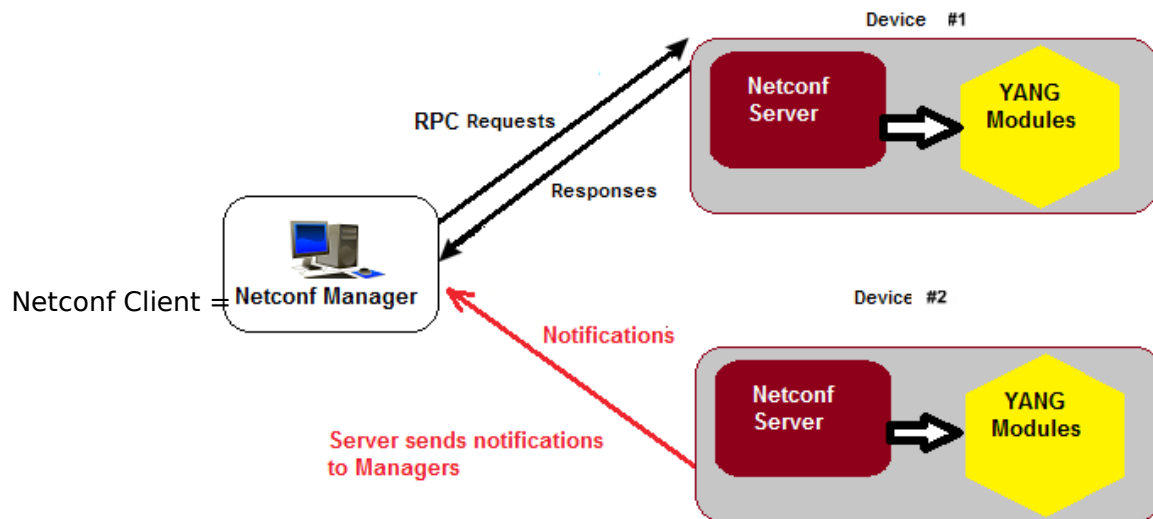 Device #1
Netconf
Server
YANG
Modules
RPC Requests
Responses
Netconf Client = Netconf Manager
Device #2
Notifications
Netconf
Server
YANG
Modules
Server sends notifications
to Managers